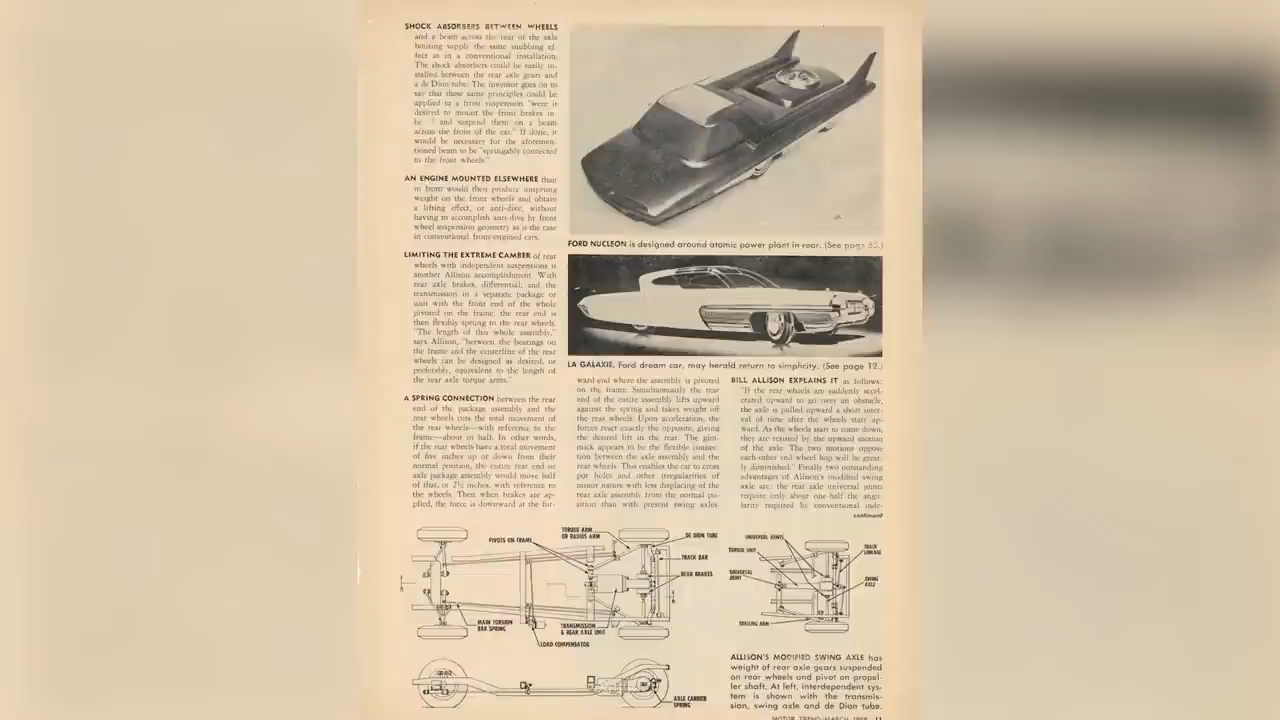 SHOCK ABSORBERS BETWEEN WHEELS
and a beam across the rear of the axle
housing supply the same snubbing ef-
fect as in a conventional installation.
The shock absorbers could be easily in-
stalled between the rear axle gears and
a de Dion tube. The inventor goes on to
say that these same principles could be
applied to a front suspension "were it
desired to mount the front brakes in-
and suspend them on a beam
across the front of the car." If done, it
would be necessary for the aforemen-
tioned beam to be "springably connected
to the front wheels."
AN ENGINE MOUNTED ELSEWHERE than
in front would then produce unsprung
weight on the front wheels and obtain
a lifting effect, or anti-dive, without
having to accomplish anti-dive by front
wheel suspension geometry as is the case
in conventional front-engined cars.
LIMITING THE EXTREME CAMBER of rear
wheels with independent suspensions is
another Allison accomplishment. With
rear axle brakes, differential, and the
transmission in a separate package or
unit with the front end of the whole
pivoted on the frame, the rear end is
then flexibly sprung to the rear wheels.
"The length of this whole assembly,"
says Allison, "between the bearings on
the frame and the centerline of the rear
wheels can be designed as desired, or
preferably, equivalent to the length of
the rear axle torque arms."
A SPRING CONNECTION between the rear
end of the package assembly and the
rear wheels cuts the total movement of
the rear wheels—with reference to the
frame—about in half. In other words,
if the rear wheels have a total movement
of five inches up or down from their
normal position, the entire rear end or
axle package assembly would move half
of that, or 2½ inches, with reference to
the wheels. Then when brakes are ap-
plied, the force is downward at the for-
FORD NUCLEON is designed around atomic power plant in rear. (See page 83.)
LA GALAXIE, Ford dream car, may herald return to simplicity. (See page 12.)
ward end where the assembly is pivoted
on the frame. Simultaneously the rear
end of the entire assembly lifts upward
against the spring and takes weight off
the rear wheels. Upon acceleration, the
forces react exactly the opposite, giving
the desired lift in the rear. The gim-
mack appears to be the flexible connec-
tion between the axle assembly and the
rear wheels. This enables the car to cross
pot holes and other irregularities of
minor nature with less displacing of the
rear axle assembly from the normal po-
sition than with present swing axles.
BILL ALLISON EXPLAINS IT as follows:
"If the rear wheels are suddenly accel-
erated upward to go over an obstacle,
the axle is pulled upward a short inter-
val of time after the wheels start up-
ward. As the wheels start to come down,
they are retarded by the upward motion
of the axle. The two motions oppose
each other and wheel hop will be great-
ly diminished." Finally two outstanding
advantages of Allison's modified swing
axle are: the rear axle universal joints
require only about one-half the angu-
larity required by conventional inde-
continued
PIVOTS ON FRAME
TORQUE ARM
OR RADIUS ARM
DE DION TUBE
TRACK BAR
REAR BRAKES
MAIN TORSION
BAR SPRING
TRANSMISSION
& REAR AXLE UNIT
LOAD COMPENSATOR
AXLE CARRIER
SPRING
UNIVERSAL JOINTS
TORQUE UNIT
UNIVERSAL
JOINT
TRACK
LINKAGE
SWING
AXLE
TRAILING ARM
ALLISON'S MODIFIED SWING AXLE has
weight of rear axle gears suspended
on rear wheels and pivot on propel-
ler shaft. At left, interdependent sys-
tem is shown with the transmis-
sion, swing axle and de Dion tube.
MOTOR TREND/MARCH 1958 11